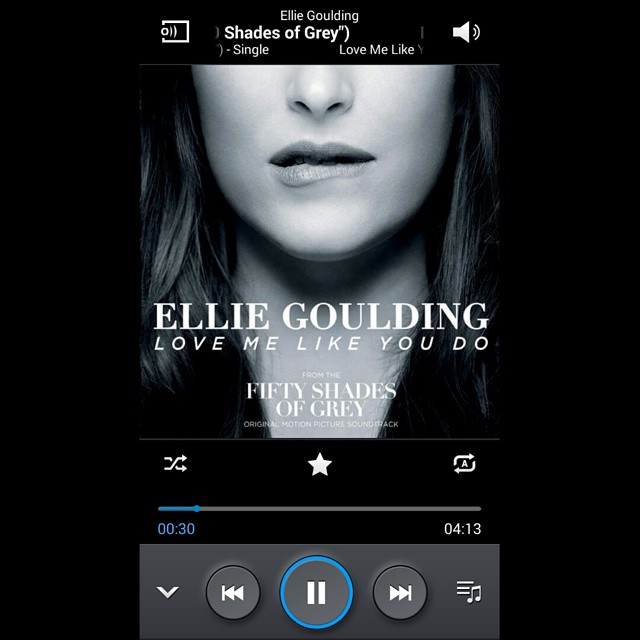 Ellie Goulding
Shades of Grey")
") - Single Love Me Like
ELLIE GOULDING
LOVE ME LIKE YOU DO
FROM THE
FIFTY SHADES
OF GREY
ORIGINAL MOTION PICTURE SOUNDTRACK
A
00:30
04:13